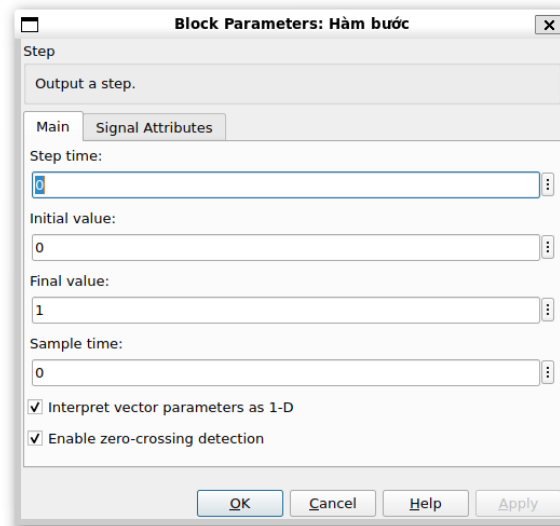 Block Parameters: Hàm bước
Step
Output a step.
Main Signal Attributes
Step time:
0
Initial value:
0
Final value:
1
Sample time:
0
Interpret vector parameters as 1-D
Enable zero-crossing detection
OK Cancel Help Apply